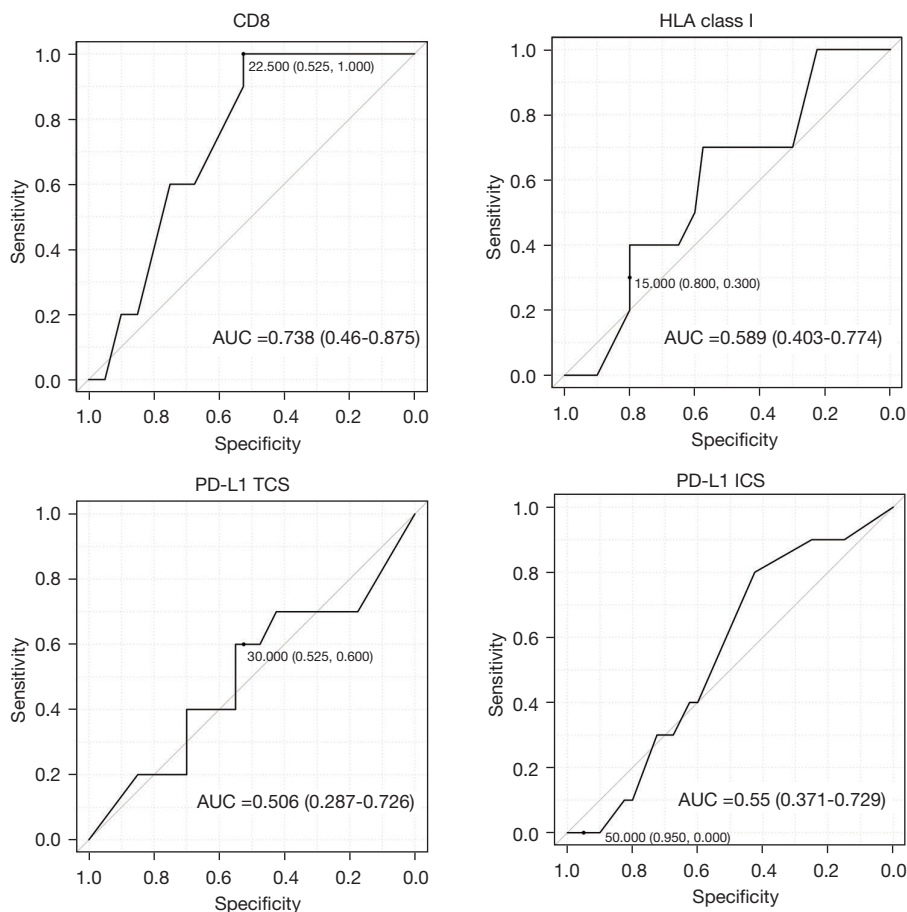 CD8
1.0
0.8
0.6
0.4
0.2
0.0
Sensitivity
22.500 (0.525, 1.000)
AUC =0.738 (0.46-0.875)
1.0 0.8 0.6 0.4 0.2 0.0
Specificity
HLA class I
1.0
0.8
0.6
0.4
0.2
0.0
Sensitivity
15.000 (0.800, 0.300)
AUC =0.589 (0.403-0.774)
1.0 0.8 0.6 0.4 0.2 0.0
Specificity
PD-L1 TCS
1.0
0.8
0.6
0.4
0.2
0.0
Sensitivity
30.000 (0.525, 0.600)
AUC =0.506 (0.287-0.726)
1.0 0.8 0.6 0.4 0.2 0.0
Specificity
PD-L1 ICS
1.0
0.8
0.6
0.4
0.2
0.0
Sensitivity
AUC =0.55 (0.371-0.729)
50.000 (0.950, 0.000)
1.0 0.8 0.6 0.4 0.2 0.0
Specificity